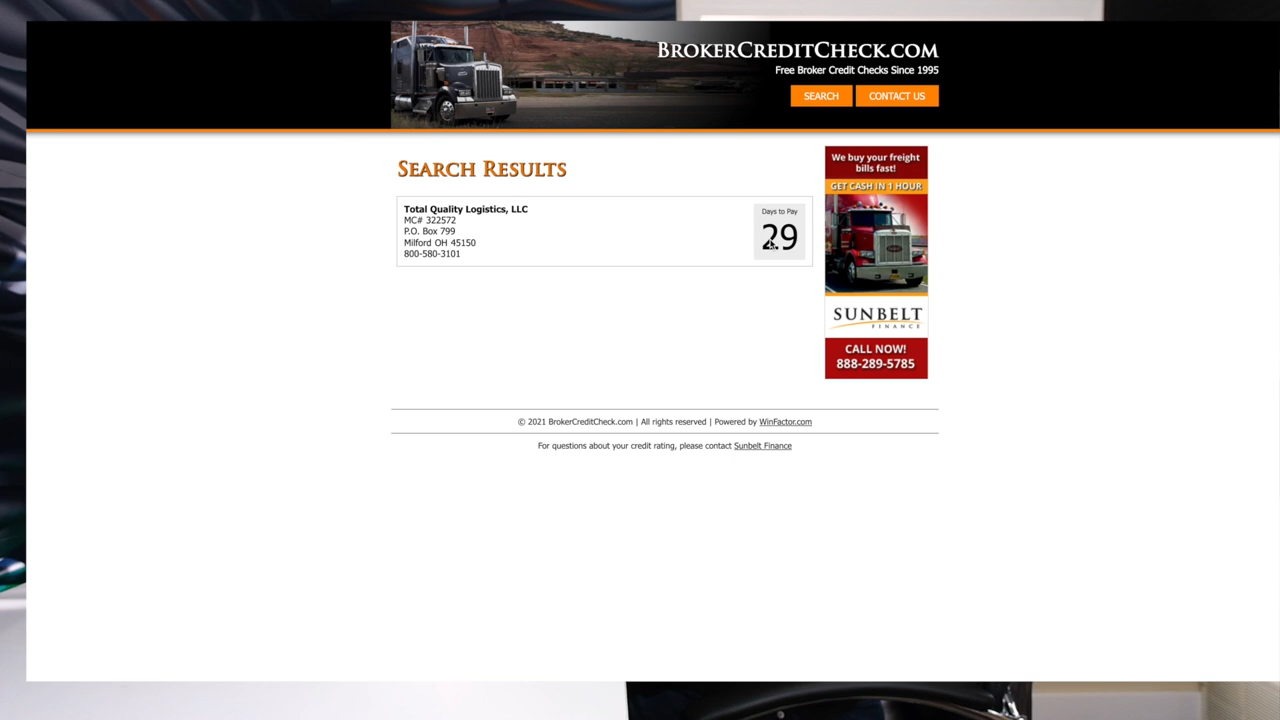 BROKERCREDITCHECK.COM
Free Broker Credit Checks Since 1995
SEARCH
CONTACT US
SEARCH RESULTS
Total Quality Logistics, LLC
MC# 322572
P.O. Box 799
Milford OH 45150
800-580-3101
Days to Pay
29
We buy your freight
bills fast!
GET CASH IN 1 HOUR
SUNBELT
FINANCE
CALL NOW!
888-289-5785
© 2021 BrokerCreditCheck.com | All rights reserved | Powered by WinFactor.com
For questions about your credit rating, please contact Sunbelt Finance